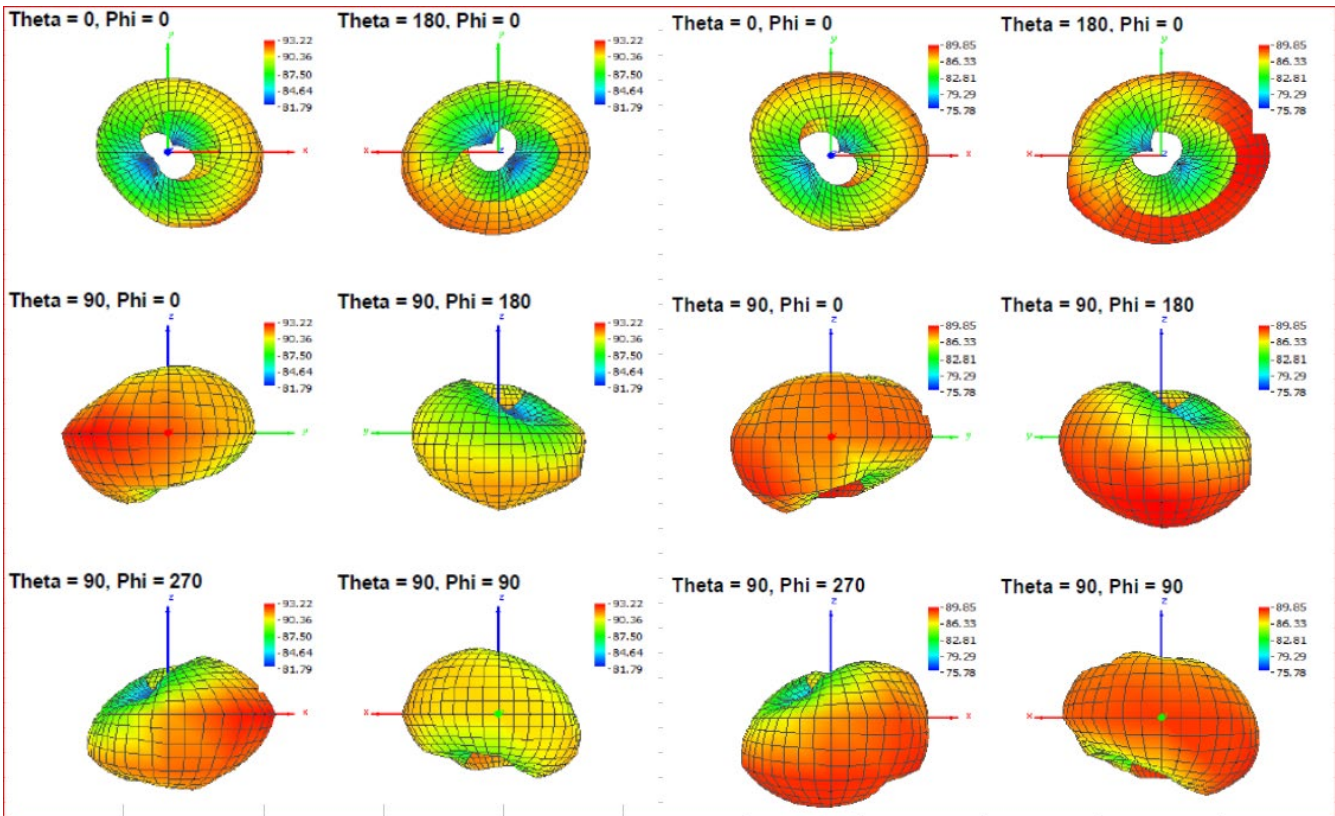 Theta = 0, Phi = 0
y
-93.22
-90.36
-87.50
-84.64
-81.79
x
Theta = 180, Phi = 0
y
-93.22
-90.36
-87.50
-84.64
-81.79
x
z
Theta = 0, Phi = 0
y
-89.85
-86.33
-82.81
-79.29
-75.78
x
Theta = 180, Phi = 0
y
-89.85
-86.33
-82.81
-79.29
-75.78
x
z
Theta = 90, Phi = 0
z
-93.22
-90.36
-87.50
-84.64
-81.79
y
Theta = 90, Phi = 180
z
-93.22
-90.36
-87.50
-84.64
-81.79
y
Theta = 90, Phi = 0
z
-89.85
-86.33
-82.81
-79.29
-75.78
y
Theta = 90, Phi = 180
z
-89.85
-86.33
-82.81
-79.29
-75.78
y
Theta = 90, Phi = 270
z
-93.22
-90.36
-87.50
-84.64
-81.79
x
Theta = 90, Phi = 90
z
-93.22
-90.36
-87.50
-84.64
-81.79
x
Theta = 90, Phi = 270
z
-89.85
-86.33
-82.81
-79.29
-75.78
x
Theta = 90, Phi = 90
z
-89.85
-86.33
-82.81
-79.29
-75.78
x